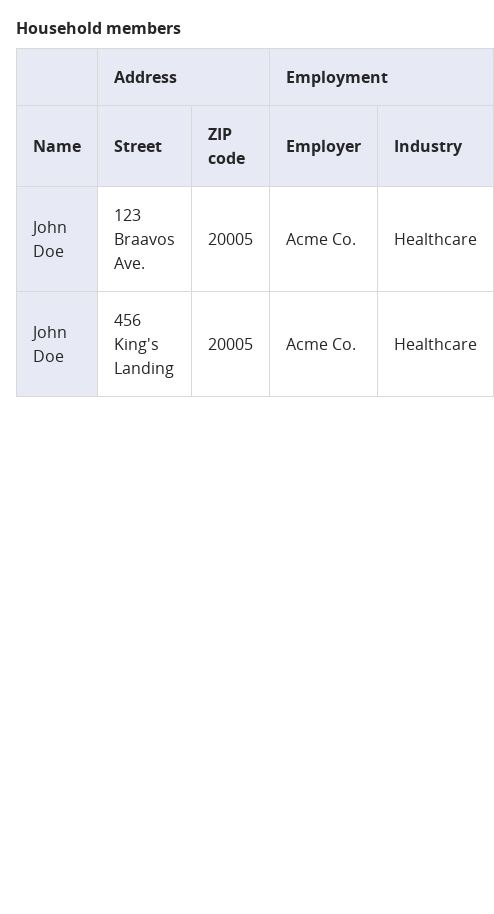 Household members
Address Employment
Name Street ZIP code Employer Industry
John Doe 123 Braavos Ave. 20005 Acme Co. Healthcare
John Doe 456 King's Landing 20005 Acme Co. Healthcare